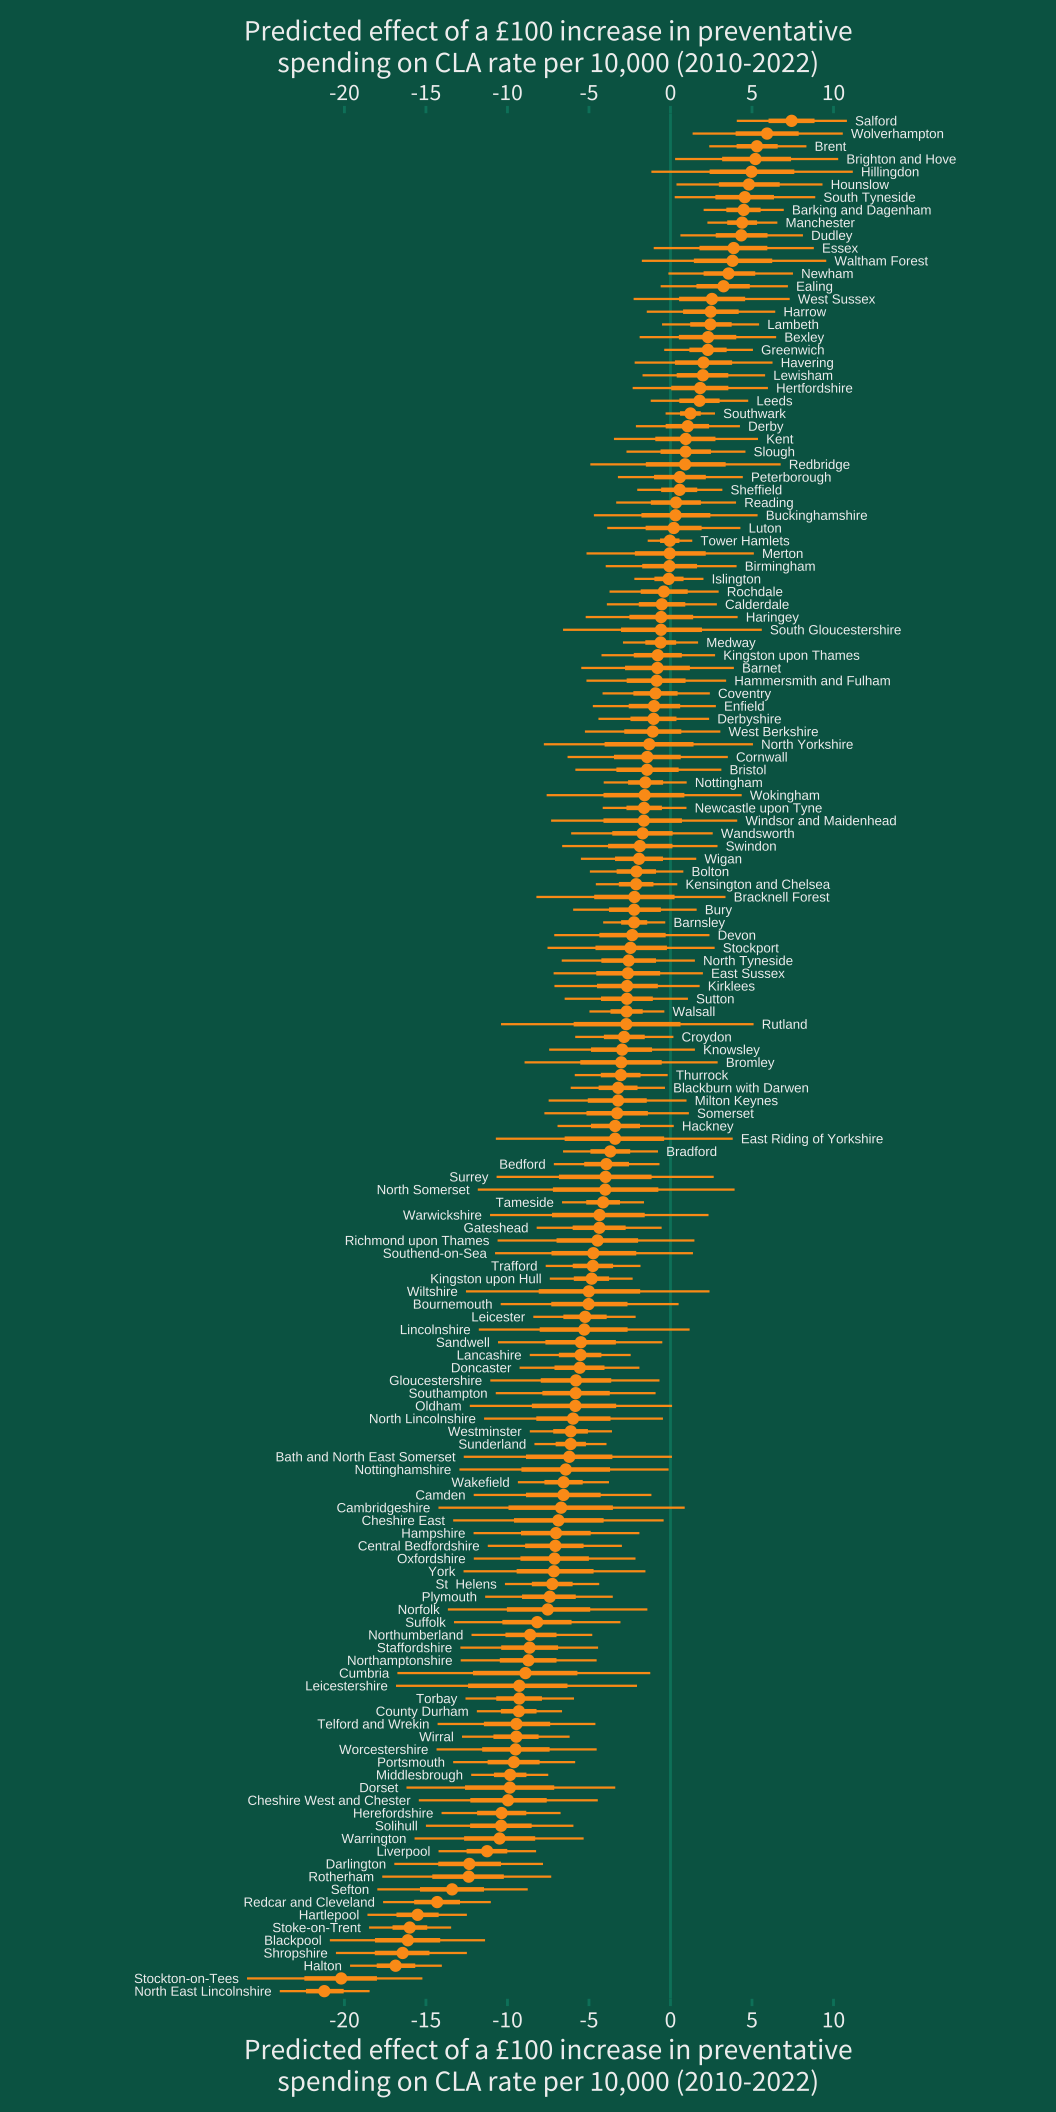 Predicted effect of a £100 increase in preventative
spending on CLA rate per 10,000 (2010-2022)
-20 -15 -10 -5 0 5 10
Salford
Wolverhampton
Brent
Brighton and Hove
Hillingdon
Hounslow
South Tyneside
Barking and Dagenham
Manchester
Dudley
Essex
Waltham Forest
Newham
Ealing
West Sussex
Harrow
Lambeth
Bexley
Greenwich
Havering
Lewisham
Hertfordshire
Leeds
Southwark
Derby
Kent
Slough
Redbridge
Peterborough
Sheffield
Reading
Buckinghamshire
Luton
Tower Hamlets
Merton
Birmingham
Islington
Rochdale
Calderdale
Haringey
South Gloucestershire
Medway
Kingston upon Thames
Barnet
Hammersmith and Fulham
Coventry
Enfield
Derbyshire
West Berkshire
North Yorkshire
Cornwall
Bristol
Nottingham
Wokingham
Newcastle upon Tyne
Windsor and Maidenhead
Wandsworth
Swindon
Wigan
Bolton
Kensington and Chelsea
Bracknell Forest
Bury
Barnsley
Devon
Stockport
North Tyneside
East Sussex
Kirklees
Sutton
Walsall
Rutland
Croydon
Knowsley
Bromley
Thurrock
Blackburn with Darwen
Milton Keynes
Somerset
Hackney
East Riding of Yorkshire
Bradford
Bedford
Surrey
North Somerset
Tameside
Warwickshire
Gateshead
Richmond upon Thames
Southend-on-Sea
Trafford
Kingston upon Hull
Wiltshire
Bournemouth
Leicester
Lincolnshire
Sandwell
Lancashire
Doncaster
Gloucestershire
Southampton
Oldham
North Lincolnshire
Westminster
Sunderland
Bath and North East Somerset
Nottinghamshire
Wakefield
Camden
Cambridgeshire
Cheshire East
Hampshire
Central Bedfordshire
Oxfordshire
York
St  Helens
Plymouth
Norfolk
Suffolk
Northumberland
Staffordshire
Northamptonshire
Cumbria
Leicestershire
Torbay
County Durham
Telford and Wrekin
Wirral
Worcestershire
Portsmouth
Middlesbrough
Dorset
Cheshire West and Chester
Herefordshire
Solihull
Warrington
Liverpool
Darlington
Rotherham
Sefton
Redcar and Cleveland
Hartlepool
Stoke-on-Trent
Blackpool
Shropshire
Halton
Stockton-on-Tees
North East Lincolnshire
-20 -15 -10 -5 0 5 10
Predicted effect of a £100 increase in preventative
spending on CLA rate per 10,000 (2010-2022)